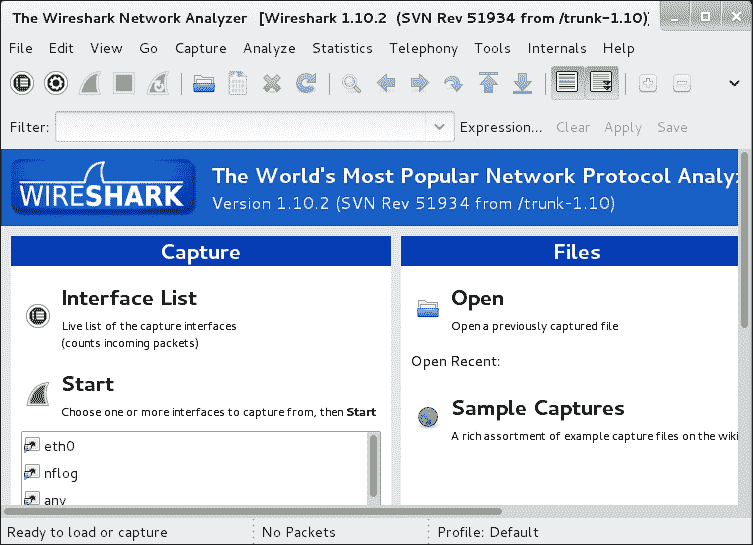 The Wireshark Network Analyzer [Wireshark 1.10.2 (SVN Rev 51934 from /trunk-1.10)]
File Edit View Go Capture Analyze Statistics Telephony Tools Internals Help
Filter: Expression... Clear Apply Save
WIRESHARK
The World's Most Popular Network Protocol Analyz
Version 1.10.2 (SVN Rev 51934 from /trunk-1.10)
Capture
Interface List
Live list of the capture interfaces
(counts incoming packets)
Start
Choose one or more interfaces to capture from, then Start
eth0
nflog
any
Files
Open
Open a previously captured file
Open Recent:
Sample Captures
A rich assortment of example capture files on the wiki
Ready to load or capture No Packets Profile: Default